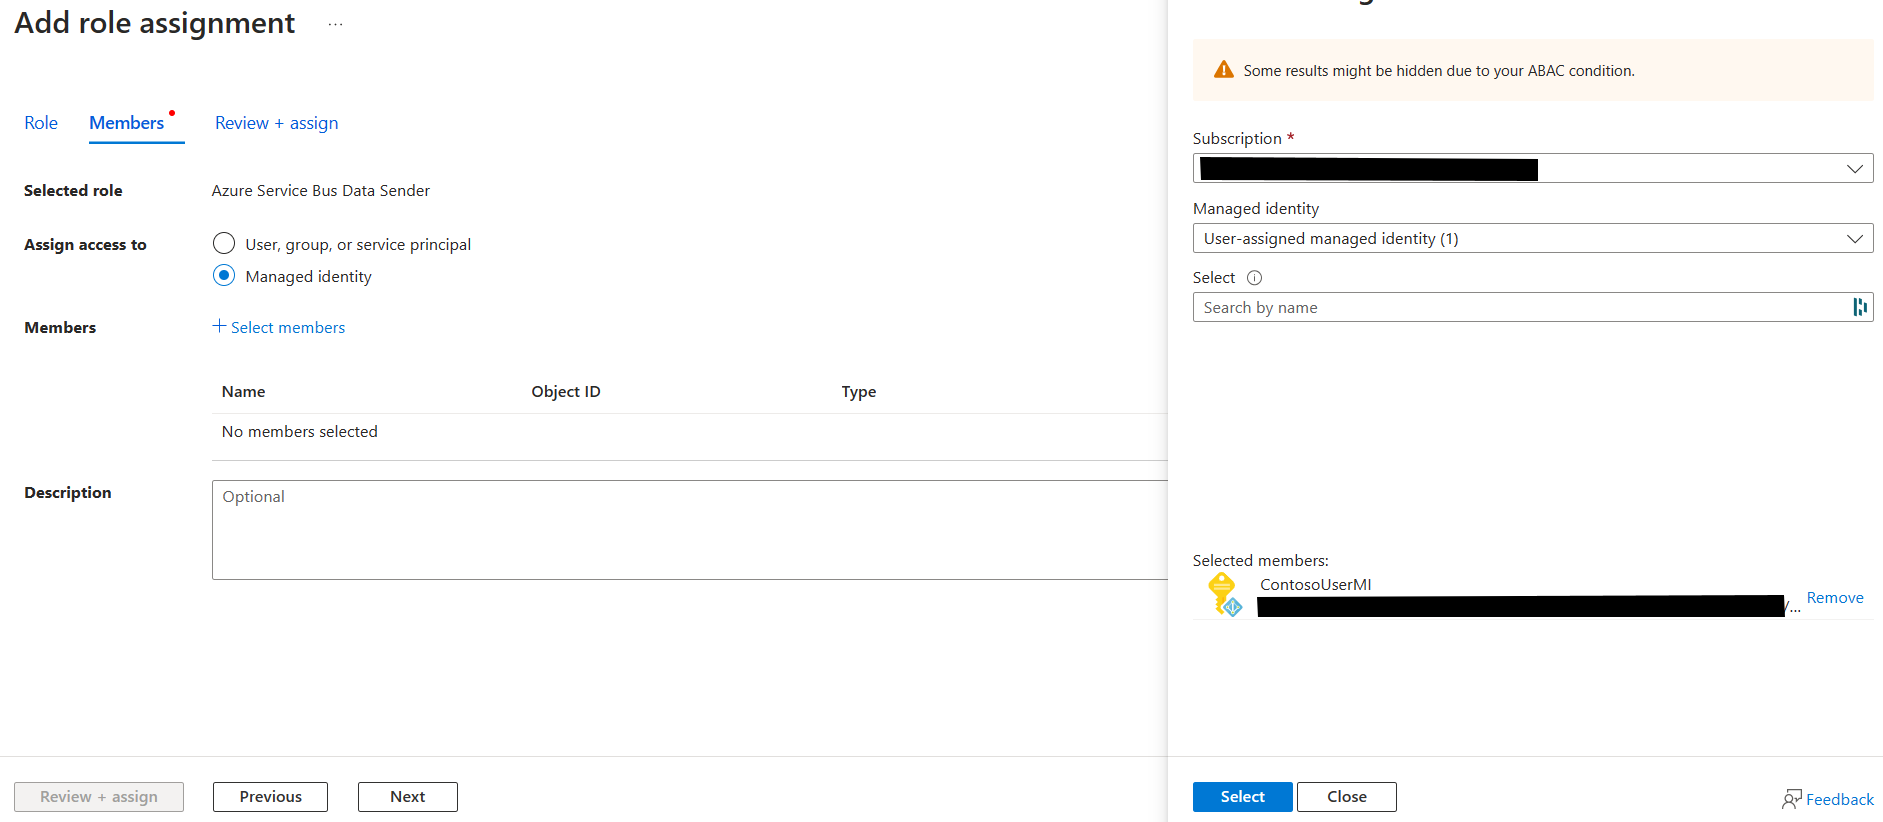 Add role assignment ...
Role
Members
Review + assign
Selected role
Azure Service Bus Data Sender
Assign access to
User, group, or service principal
Managed identity
Members
+ Select members
Name
Object ID
Type
No members selected
Description
Optional
Review + assign
Previous
Next
Some results might be hidden due to your ABAC condition.
Subscription *
Managed identity
User-assigned managed identity (1)
Select
Search by name
Selected members:
ContosoUserMI
/...
Remove
Select
Close
Feedback